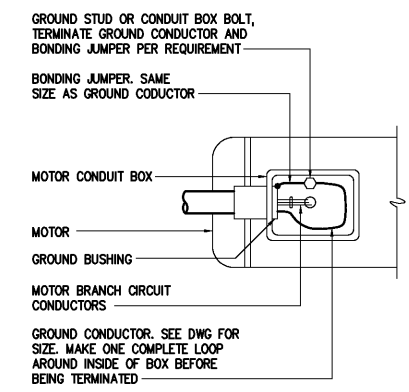 GROUND STUD OR CONDUIT BOX BOLT,
TERMINATE GROUND CONDUCTOR AND
BONDING JUMPER PER REQUIREMENT
BONDING JUMPER. SAME
SIZE AS GROUND CODUCTOR
MOTOR CONDUIT BOX
MOTOR
GROUND BUSHING
MOTOR BRANCH CIRCUIT
CONDUCTORS
GROUND CONDUCTOR. SEE DWG FOR
SIZE. MAKE ONE COMPLETE LOOP
AROUND INSIDE OF BOX BEFORE
BEING TERMINATED